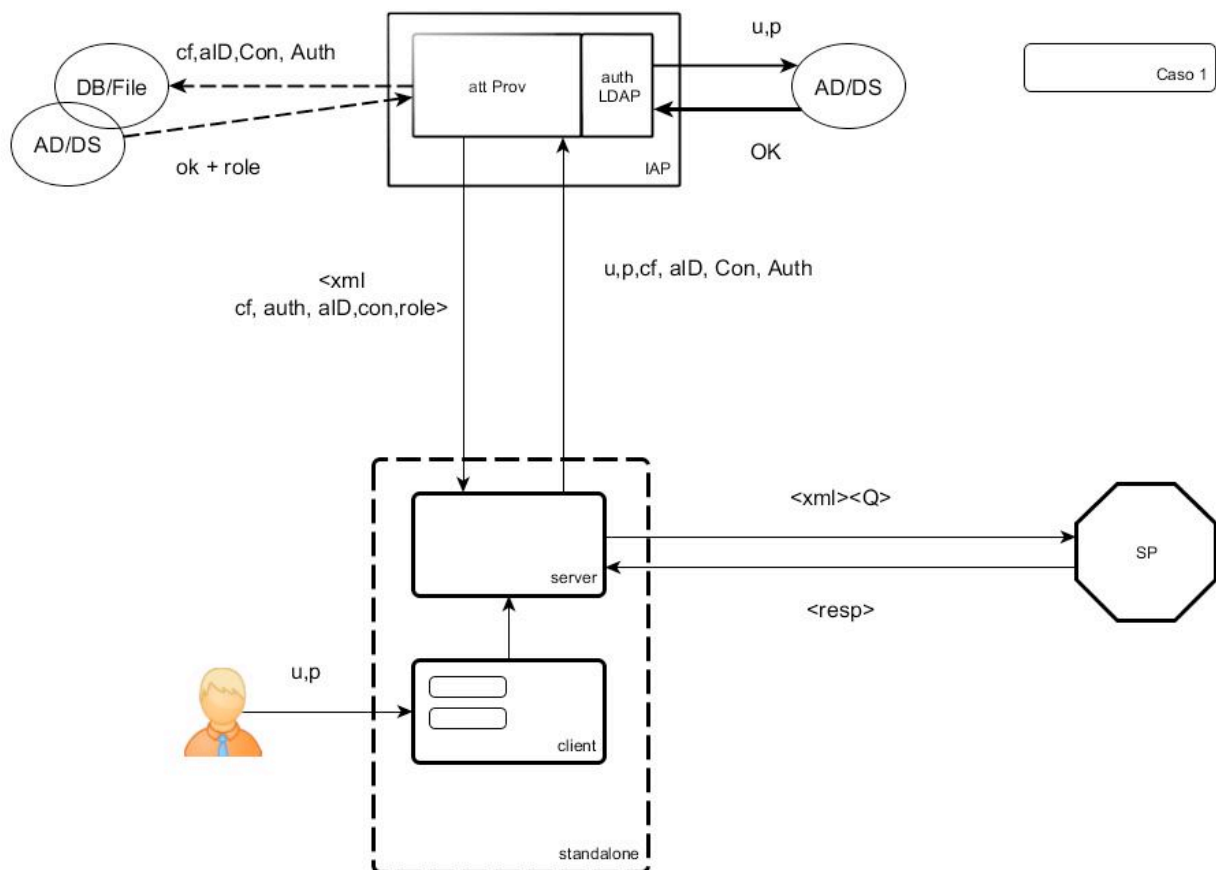 u,p
cf,aID,Con, Auth
Caso 1
auth
LDAP
att Prov
DB/File
AD/DS
AD/DS
OK
IAP
ok + role
u,p,cf, aID, Con, Auth
<xml
cf, auth, aID,con,role>
<xml><Q>
SP
server
<resp>
u,p
client
standalone